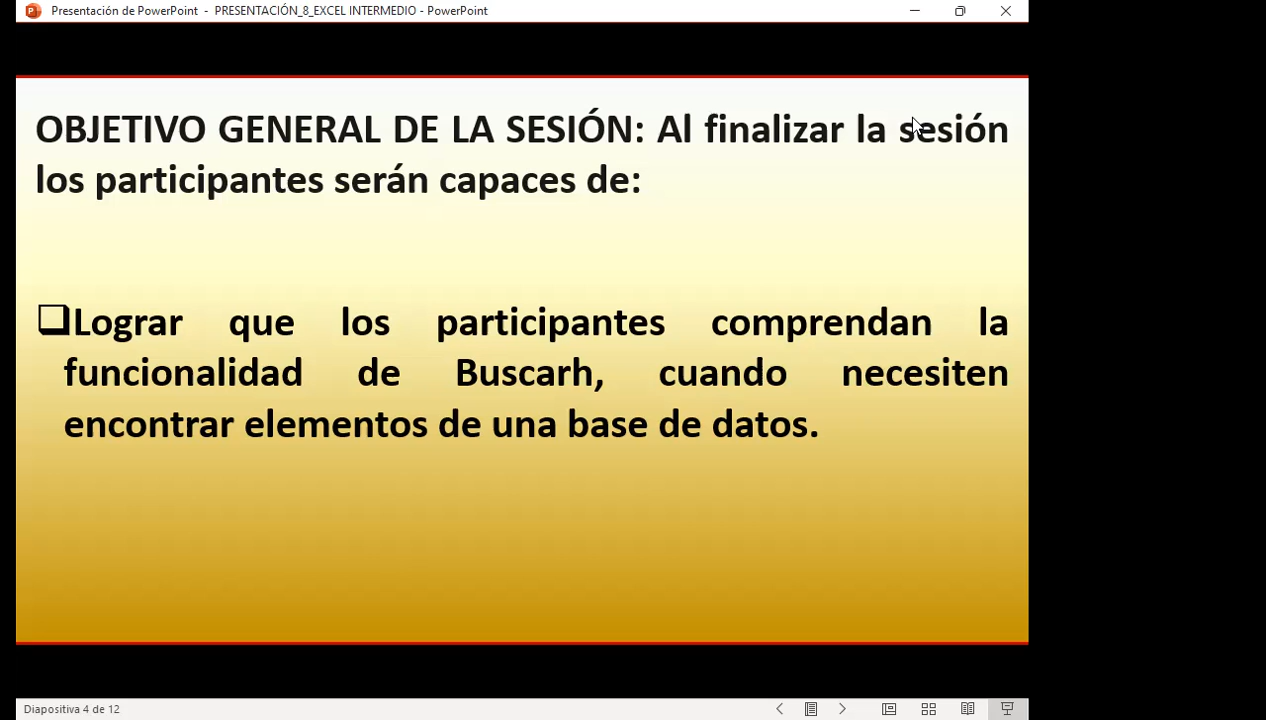 Presentación de PowerPoint - PRESENTACIÓN_8_EXCEL INTERMEDIO - PowerPoint
OBJETIVO GENERAL DE LA SESIÓN: Al finalizar la sesión
los participantes serán capaces de:
Lograr que los participantes comprendan la
funcionalidad de Buscarh, cuando necesiten
encontrar elementos de una base de datos.
Diapositiva 4 de 12